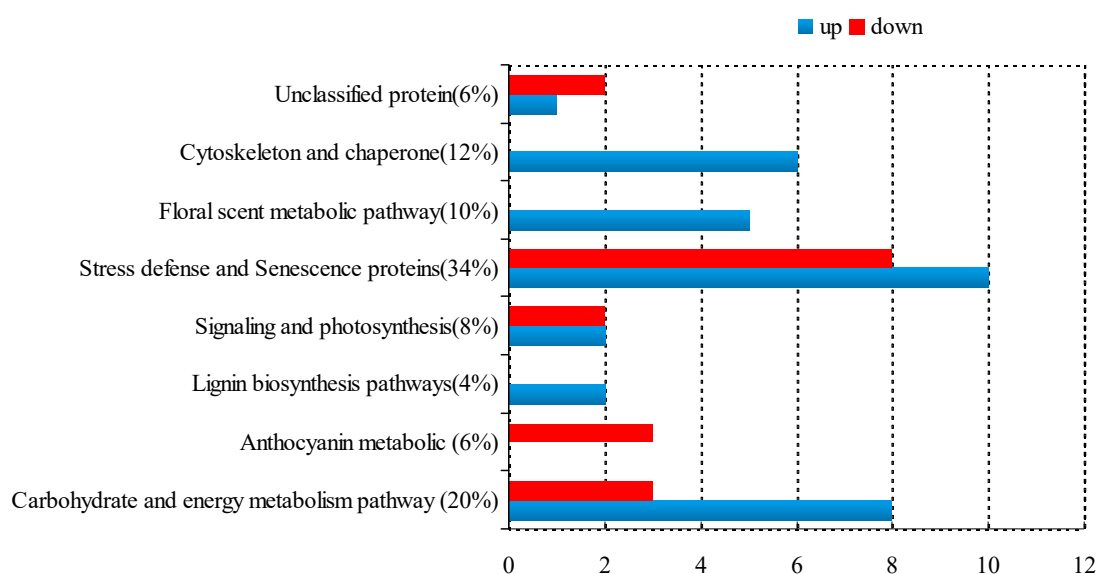 up down
Unclassified protein(6%)
Cytoskeleton and chaperone(12%)
Floral scent metabolic pathway(10%)
Stress defense and Senescence proteins(34%)
Signaling and photosynthesis(8%)
Lignin biosynthesis pathways(4%)
Anthocyanin metabolic (6%)
Carbohydrate and energy metabolism pathway (20%)
0 2 4 6 8 10 12